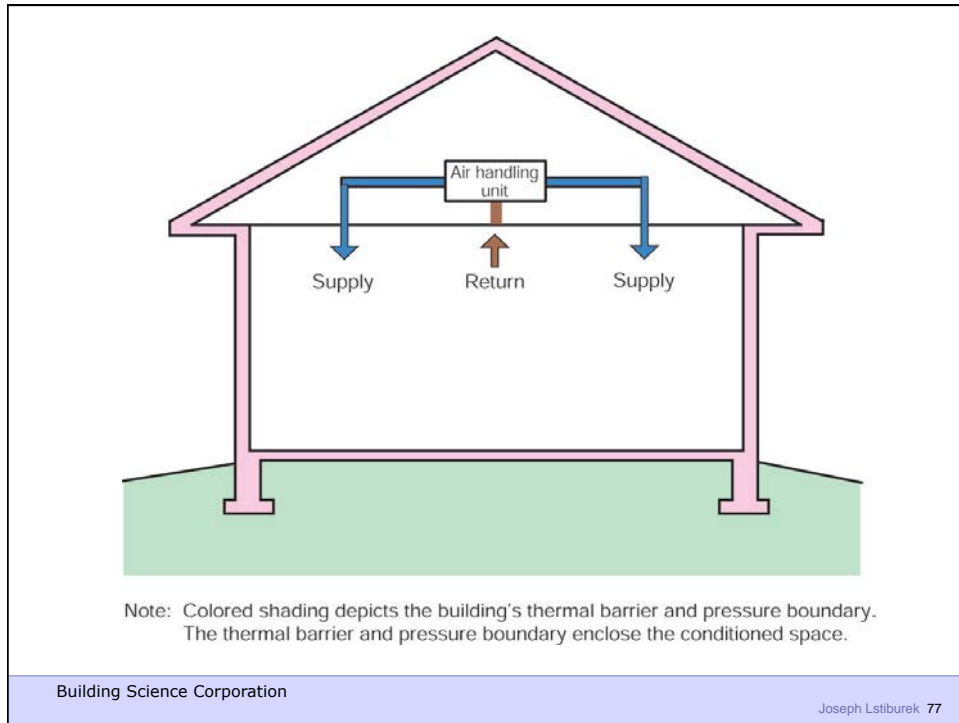 Air handling
unit
Supply
Return
Supply
Note: Colored shading depicts the building's thermal barrier and pressure boundary.
The thermal barrier and pressure boundary enclose the conditioned space.
Building Science Corporation
Joseph Lstiburek 77